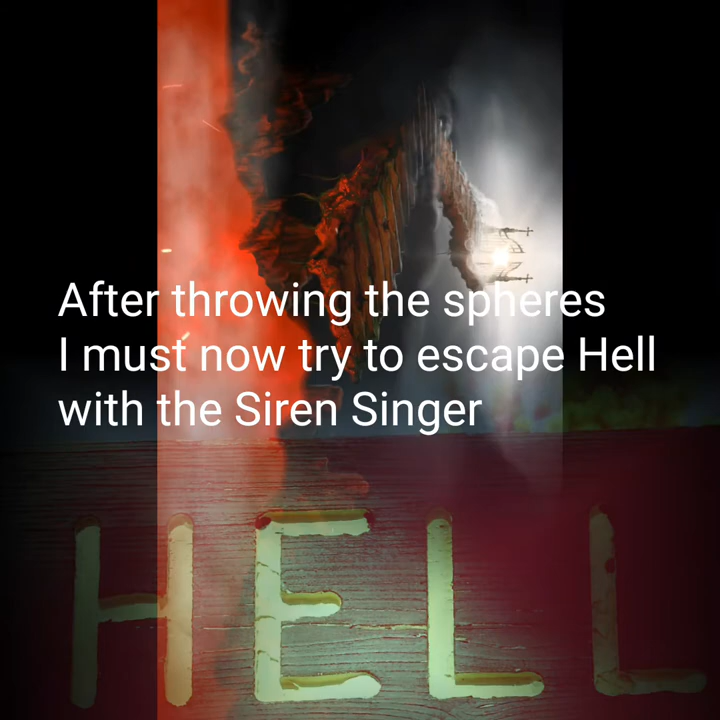 After throwing the spheres
I must now try to escape Hell
with the Siren Singer
HELL